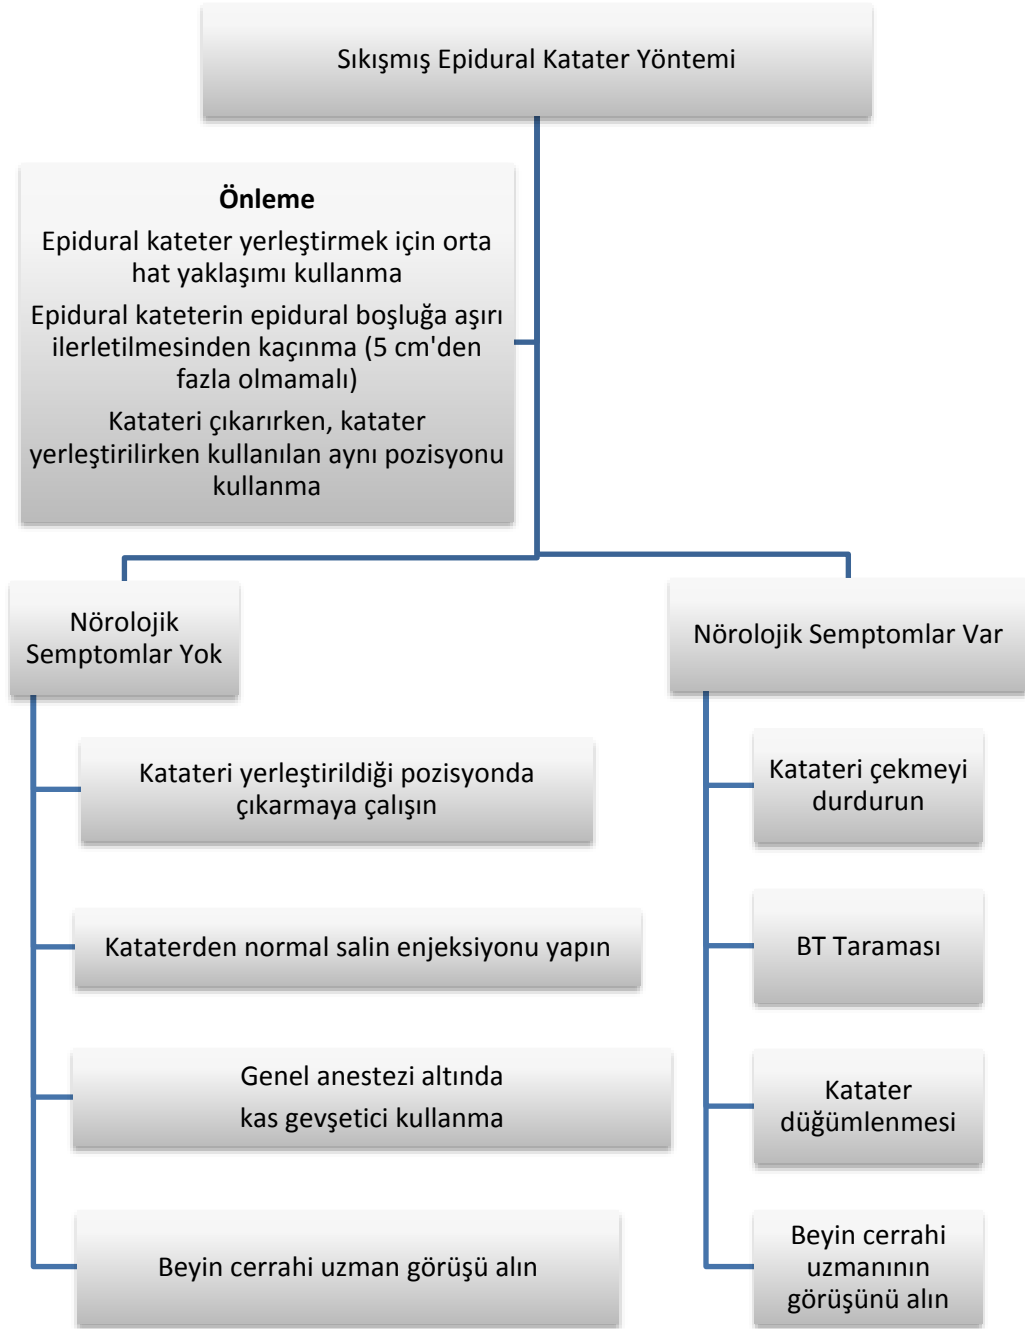 Sıkışmış Epidural Katater Yöntemi
Önleme
Epidural kateter yerleştirmek için orta
hat yaklaşımı kullanma
Epidural kateterin epidural boşluğa aşırı
ilerletilmesinden kaçınma (5 cm'den
fazla olmamalı)
Katateri çıkarırken, katater
yerleştirilirken kullanılan aynı pozisyonu
kullanma
Nörolojik
Semptomlar Yok
Katateri yerleştirildiği pozisyonda
çıkarmaya çalışın
Kataterden normal salin enjeksiyonu yapın
Genel anestezi altında
kas gevşetici kullanma
Beyin cerrahi uzman görüşü alın
Nörolojik Semptomlar Var
Katateri çekmeyi
durdurun
BT Taraması
Katater
düğümlenmesi
Beyin cerrahi
uzmanının
görüşünü alın